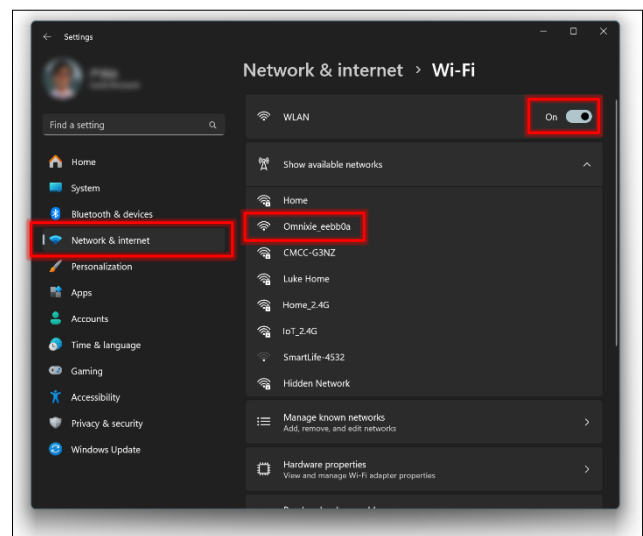 Settings
Network & internet > Wi-Fi
Find a setting
Home
System
Bluetooth & devices
Network & internet
Personalization
Apps
Accounts
Time & language
Gaming
Accessibility
Privacy & security
Windows Update
WLAN
On
Show available networks
Home
Omnixie_eebb0a
CMCC-G3NZ
Luke Home
Home_2.4G
IoT_2.4G
SmartLife-4532
Hidden Network
Manage known networks
Add, remove, and edit networks
Hardware properties
View and manage Wi-Fi adapter properties